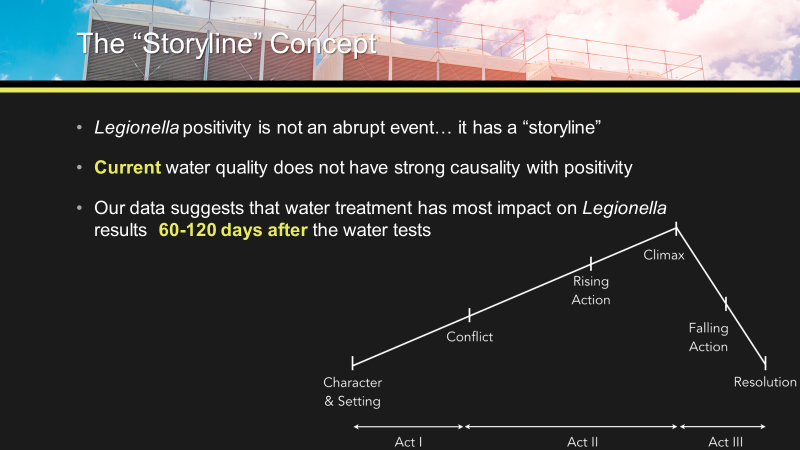 The “Storyline” Concept
• Legionella positivity is not an abrupt event… it has a “storyline”
• Current water quality does not have strong causality with positivity
• Our data suggests that water treatment has most impact on Legionella
results 60-120 days after the water tests
Climax
Rising
Action
Conflict
Falling
Action
Character
& Setting
Resolution
Act I
Act II
Act III